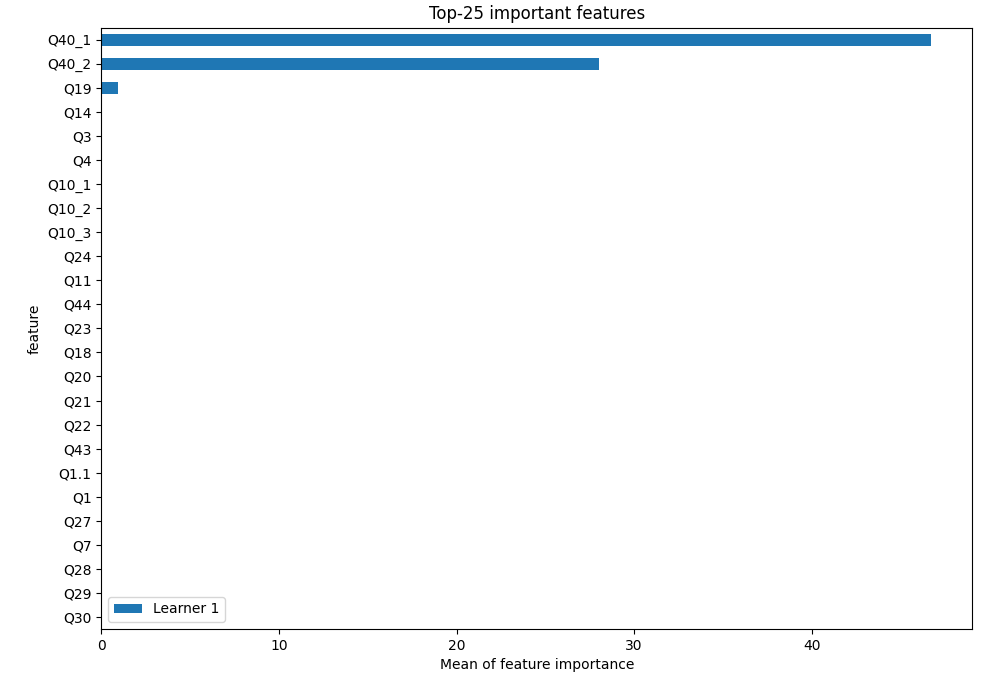 Top-25 important features
Q40_1
Q40_2
Q19
Q14
Q3
Q4
Q10_1
Q10_2
Q10_3
Q24
Q11
Q44
Q23
Q18
Q20
Q21
Q22
Q43
Q1.1
Q1
Q27
Q7
Q28
Q29
Q30
feature
Learner 1
0 10 20 30 40
Mean of feature importance